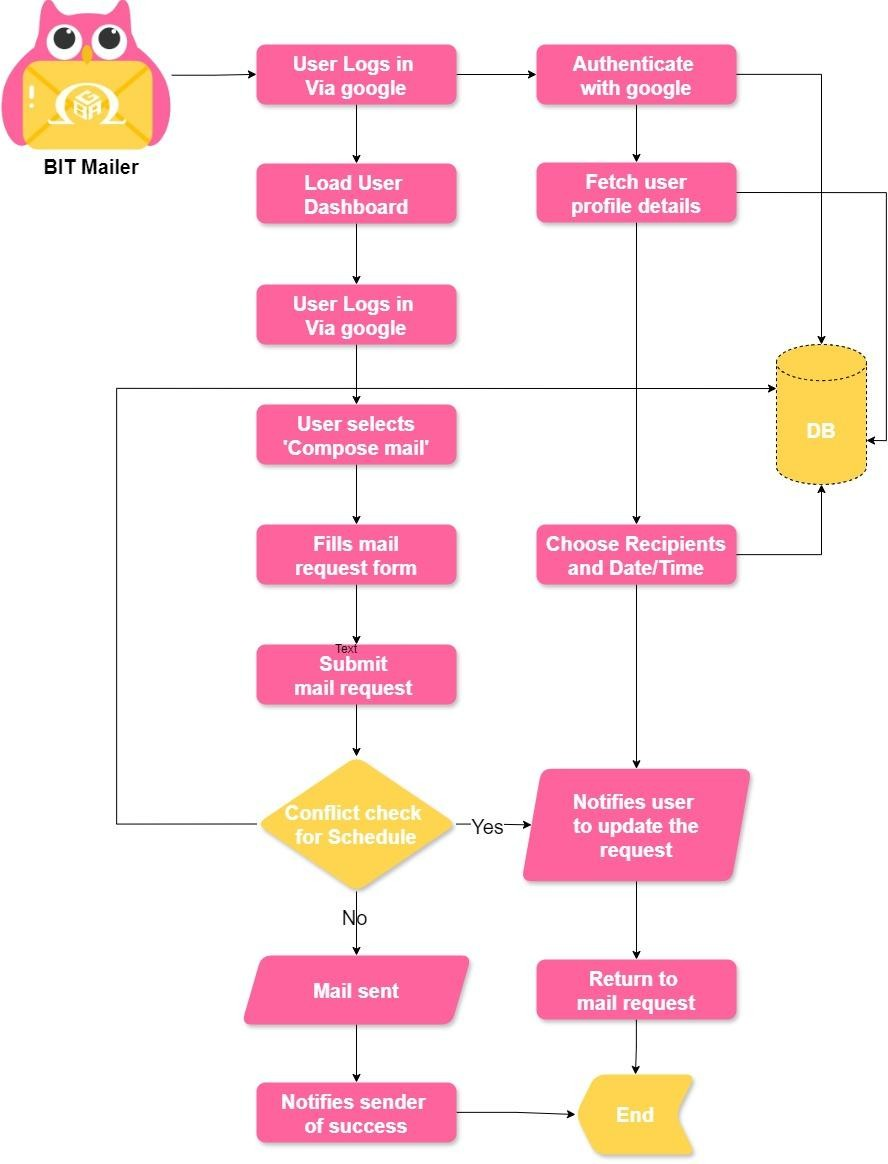 User Logs in
Via google
Authenticate
with google
BIT Mailer
Load User
Dashboard
Fetch user
profile details
User Logs in
Via google
User selects
'Compose mail'
DB
Fills mail
request form
Choose Recipients
and Date/Time
Text
Submit
mail request
Conflict check
for Schedule
Yes
Notifies user
to update the
request
No
Mail sent
Return to
mail request
Notifies sender
of success
End